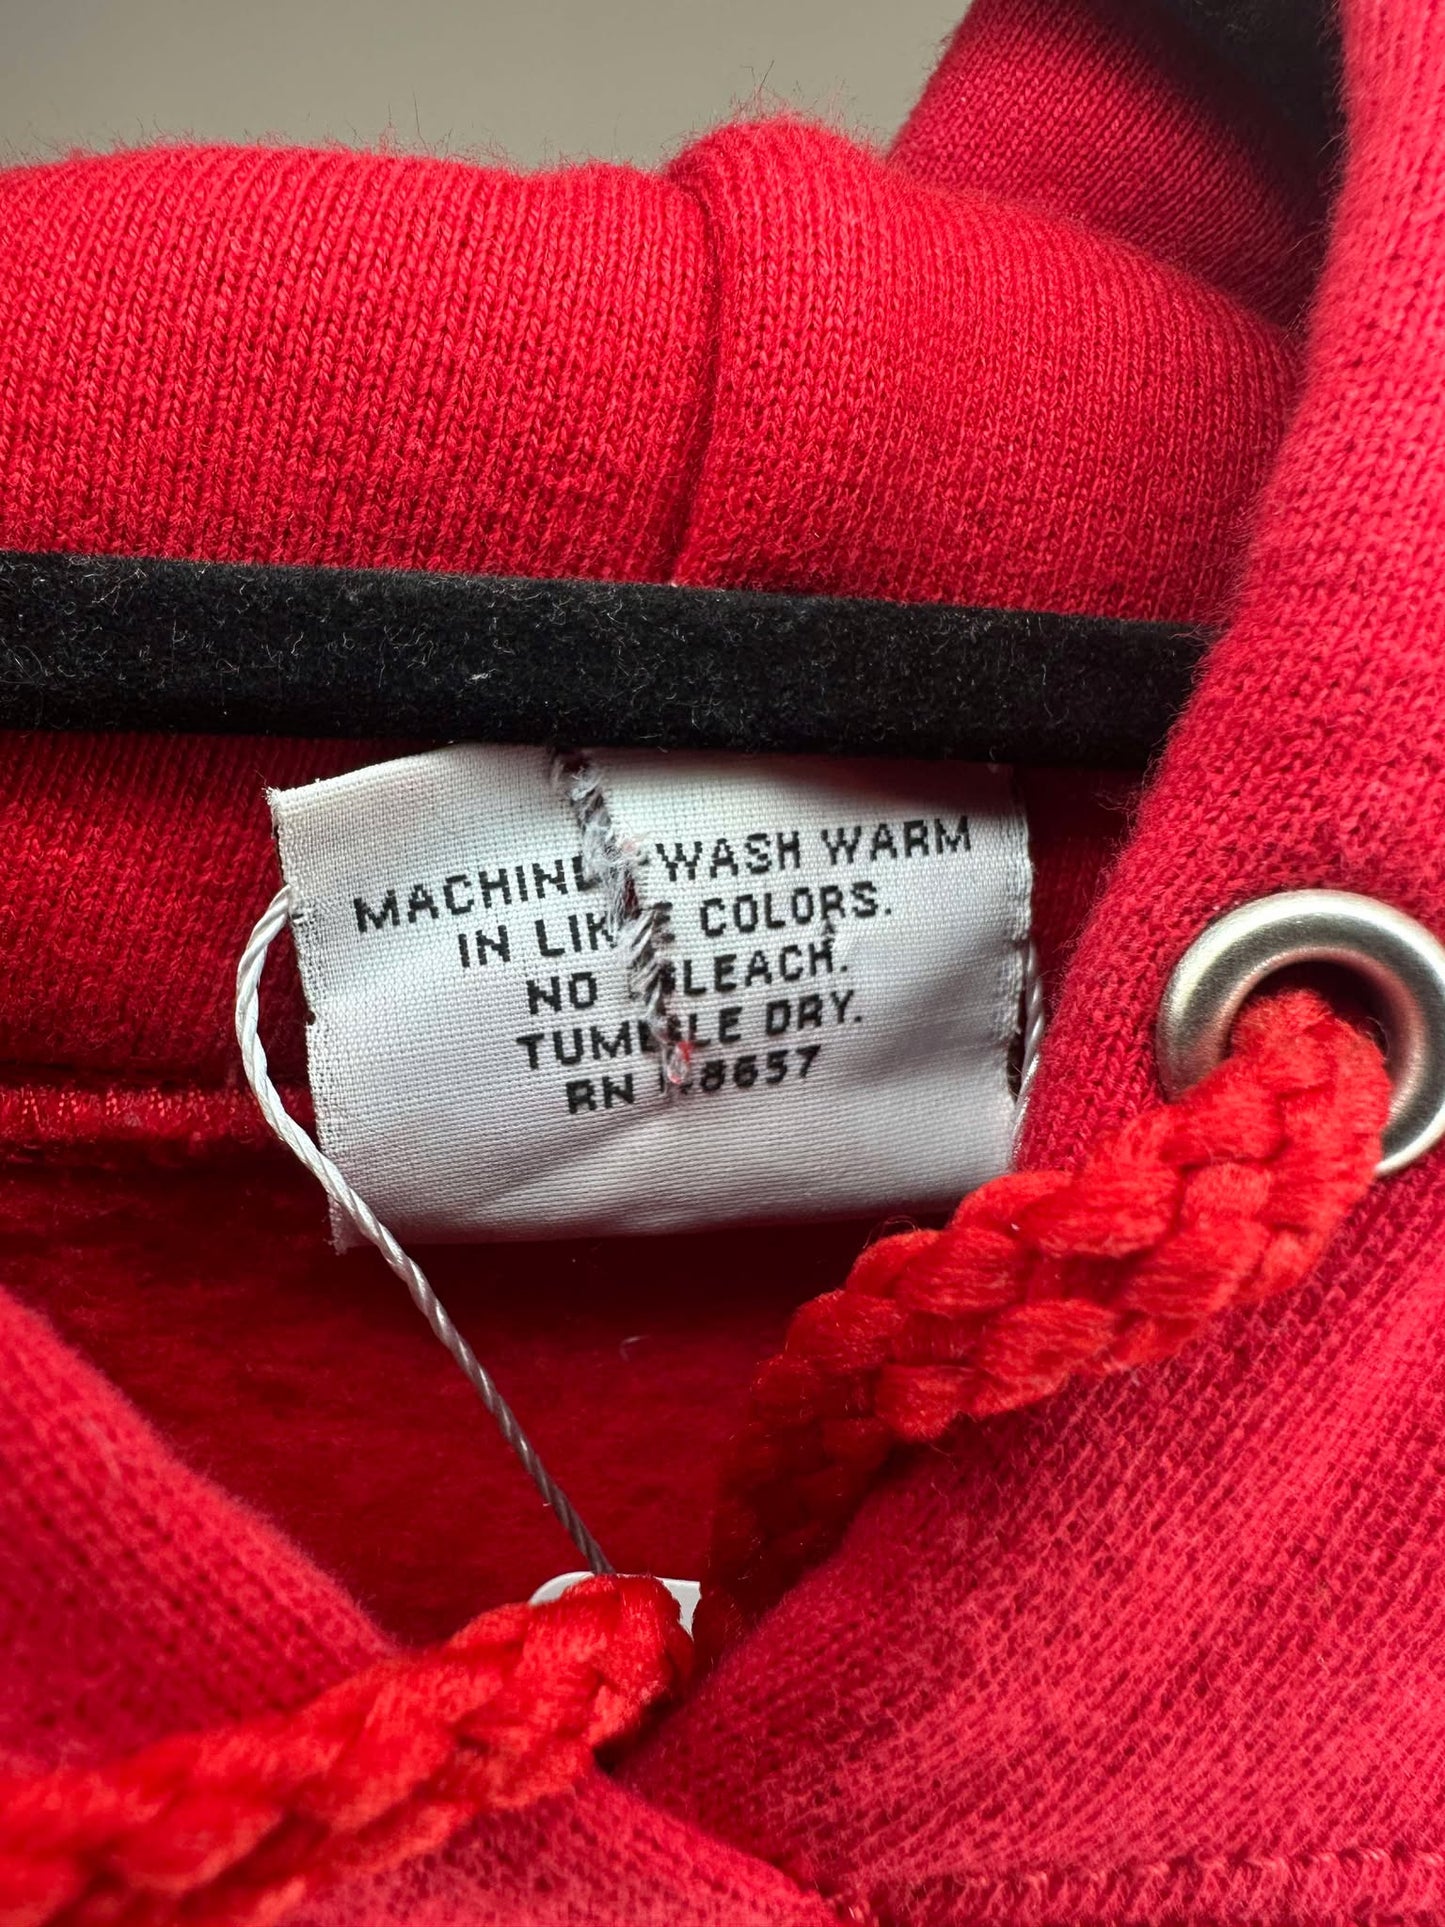 MACHINE WASH WARM
IN LIKE COLORS.
NO BLEACH.
TUMBLE DRY.
RN